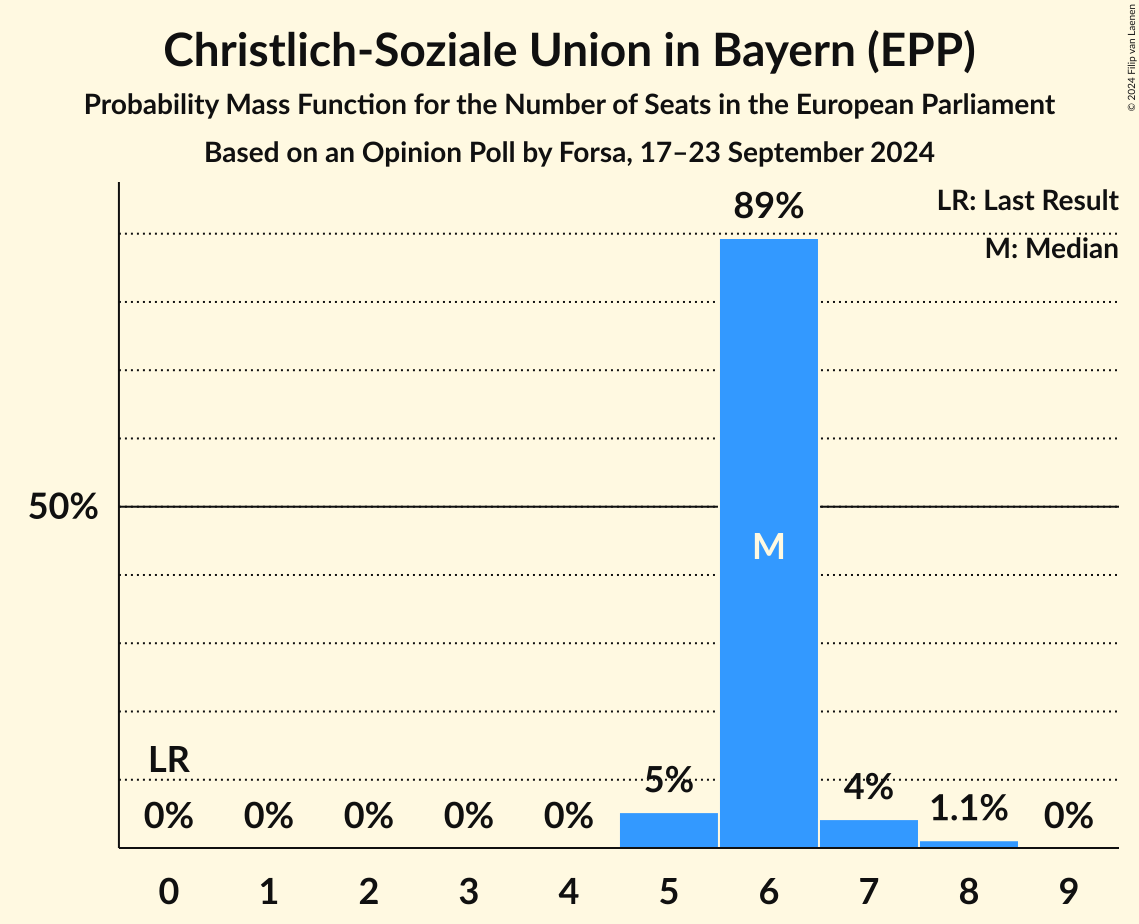 Christlich-Soziale Union in Bayern (EPP)
Probability Mass Function for the Number of Seats in the European Parliament
Based on an Opinion Poll by Forsa, 17–23 September 2024
© 2024 Filip van Laenen
LR: Last Result
M: Median
89%
50%
M
LR
0% 0% 0% 0% 0% 5% 4% 1.1% 0%
0 1 2 3 4 5 6 7 8 9